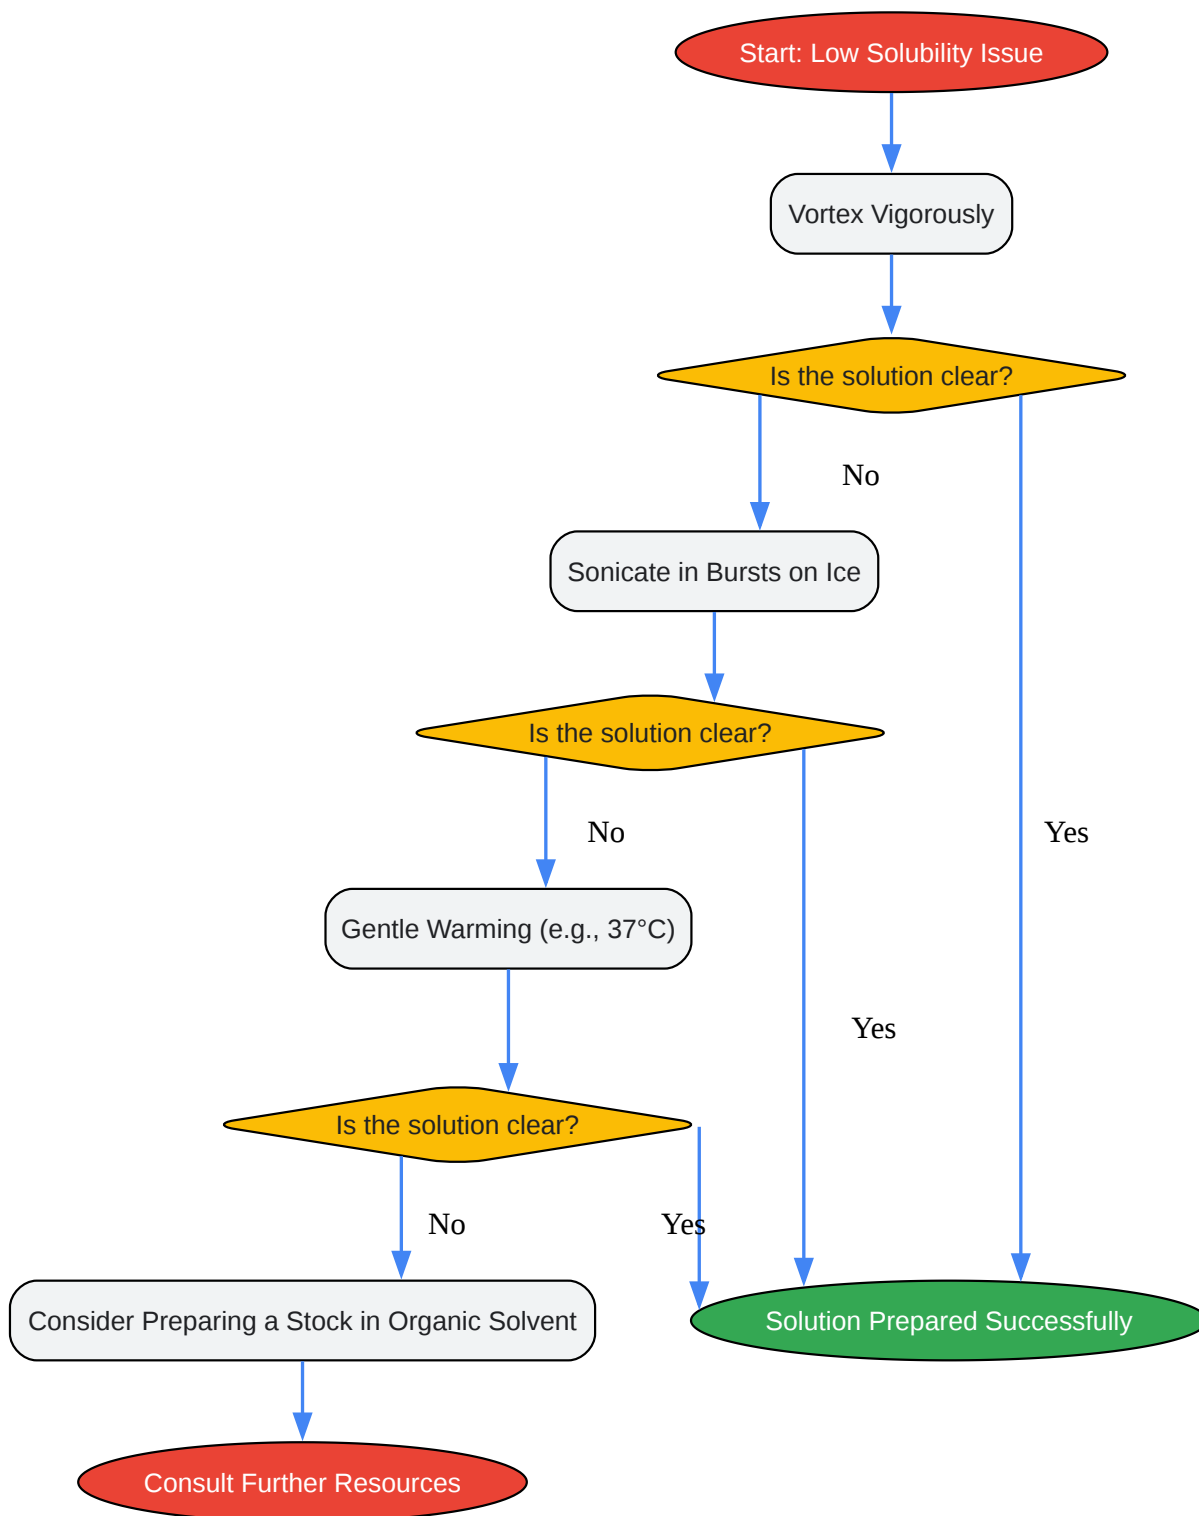 Start: Low Solubility Issue
Vortex Vigorously
Is the solution clear?
No
Sonicate in Bursts on Ice
Is the solution clear?
No
Yes
Gentle Warming (e.g., 37°C)
Yes
Is the solution clear?
No
Yes
Consider Preparing a Stock in Organic Solvent
Solution Prepared Successfully
Consult Further Resources